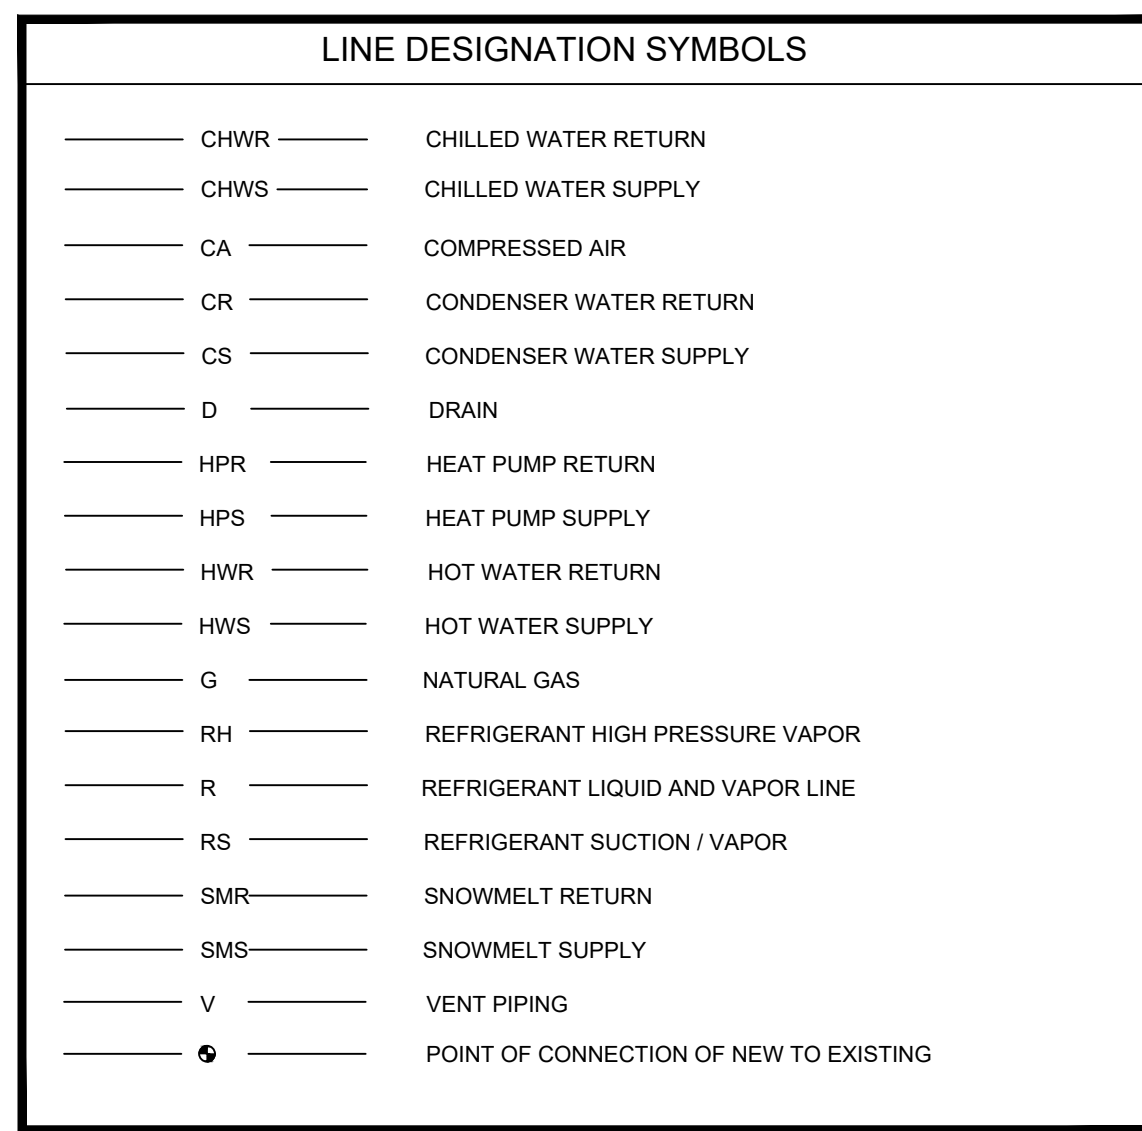 LINE DESIGNATION SYMBOLS
CHWR CHILLED WATER RETURN
CHWS CHILLED WATER SUPPLY
CA COMPRESSED AIR
CR CONDENSER WATER RETURN
CS CONDENSER WATER SUPPLY
D DRAIN
HPR HEAT PUMP RETURN
HPS HEAT PUMP SUPPLY
HWR HOT WATER RETURN
HWS HOT WATER SUPPLY
G NATURAL GAS
RH REFRIGERANT HIGH PRESSURE VAPOR
R REFRIGERANT LIQUID AND VAPOR LINE
RS REFRIGERANT SUCTION / VAPOR
SMR SNOWMELT RETURN
SMS SNOWMELT SUPPLY
V VENT PIPING
POINT OF CONNECTION OF NEW TO EXISTING